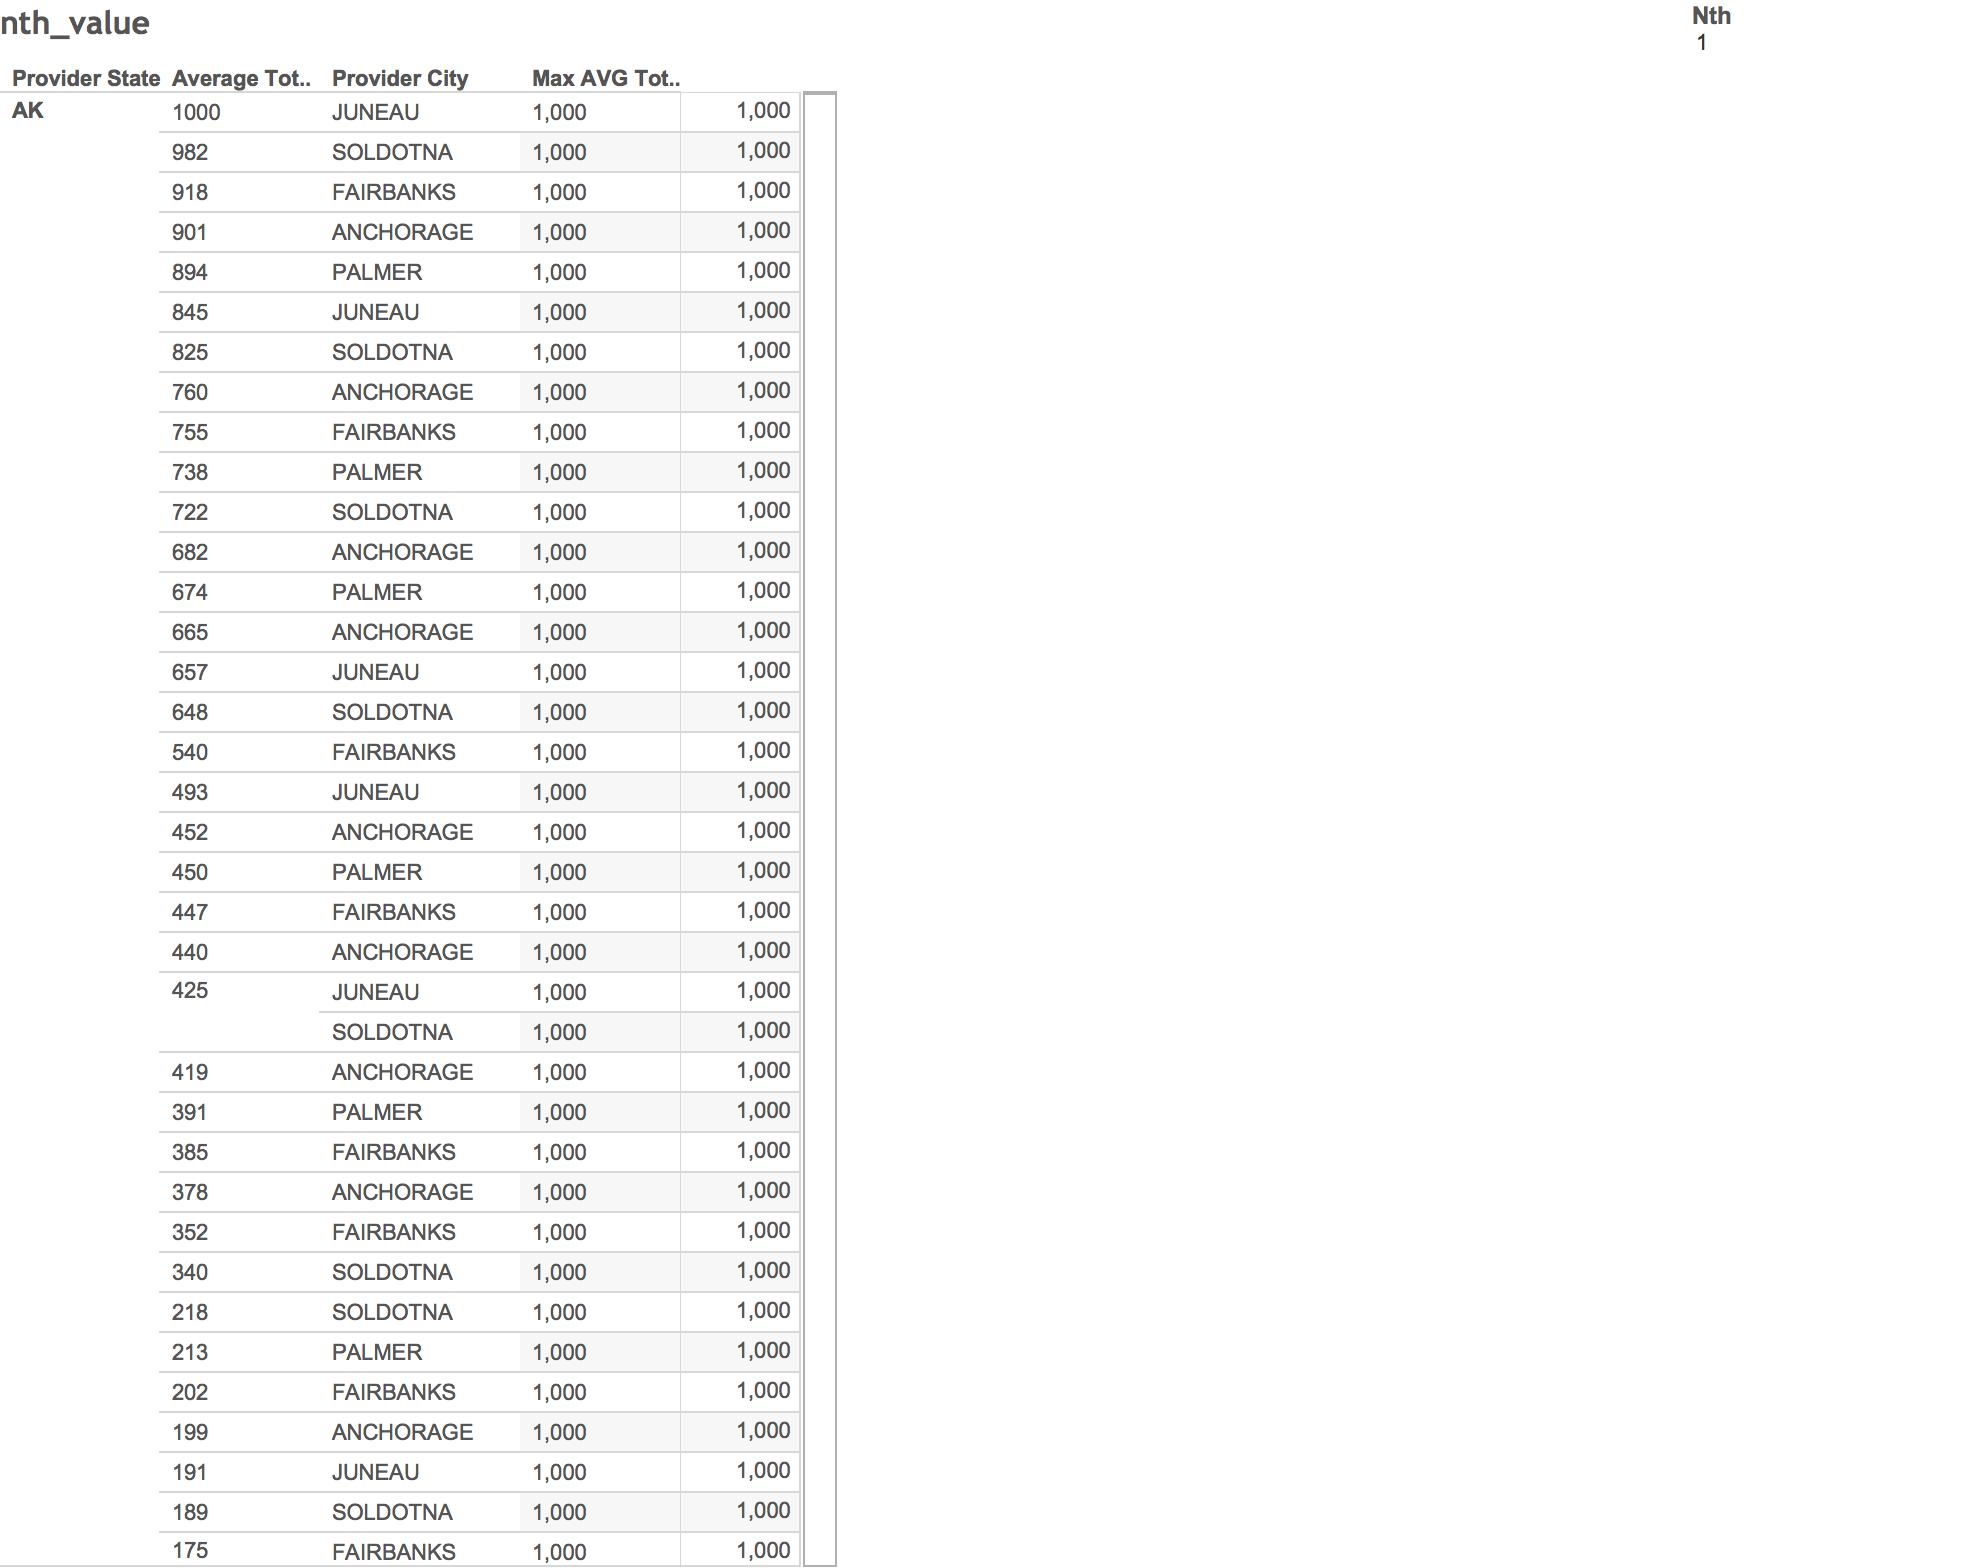 nth_value
Nth
1
Provider State Average Tot.. Provider City Max AVG Tot..
AK 1000 JUNEAU 1,000 1,000
982 SOLDOTNA 1,000 1,000
918 FAIRBANKS 1,000 1,000
901 ANCHORAGE 1,000 1,000
894 PALMER 1,000 1,000
845 JUNEAU 1,000 1,000
825 SOLDOTNA 1,000 1,000
760 ANCHORAGE 1,000 1,000
755 FAIRBANKS 1,000 1,000
738 PALMER 1,000 1,000
722 SOLDOTNA 1,000 1,000
682 ANCHORAGE 1,000 1,000
674 PALMER 1,000 1,000
665 ANCHORAGE 1,000 1,000
657 JUNEAU 1,000 1,000
648 SOLDOTNA 1,000 1,000
540 FAIRBANKS 1,000 1,000
493 JUNEAU 1,000 1,000
452 ANCHORAGE 1,000 1,000
450 PALMER 1,000 1,000
447 FAIRBANKS 1,000 1,000
440 ANCHORAGE 1,000 1,000
425 JUNEAU 1,000 1,000
SOLDOTNA 1,000 1,000
419 ANCHORAGE 1,000 1,000
391 PALMER 1,000 1,000
385 FAIRBANKS 1,000 1,000
378 ANCHORAGE 1,000 1,000
352 FAIRBANKS 1,000 1,000
340 SOLDOTNA 1,000 1,000
218 SOLDOTNA 1,000 1,000
213 PALMER 1,000 1,000
202 FAIRBANKS 1,000 1,000
199 ANCHORAGE 1,000 1,000
191 JUNEAU 1,000 1,000
189 SOLDOTNA 1,000 1,000
175 FAIRBANKS 1,000 1,000